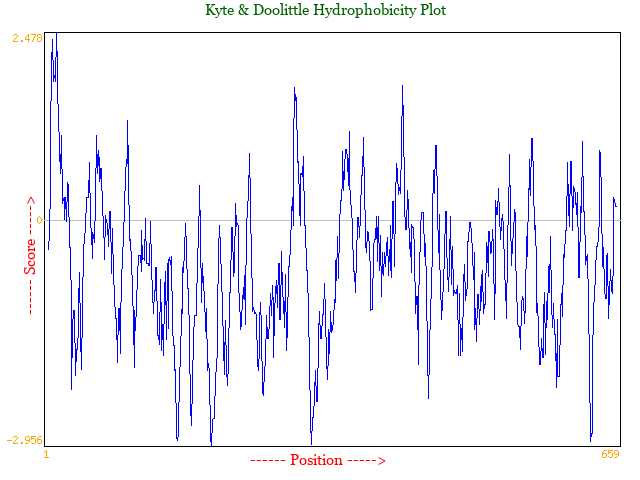 Kyte & Doolittle Hydrophobicity Plot
2.478
0
------ Score ----->
-2.956
1
659
------ Position ----->